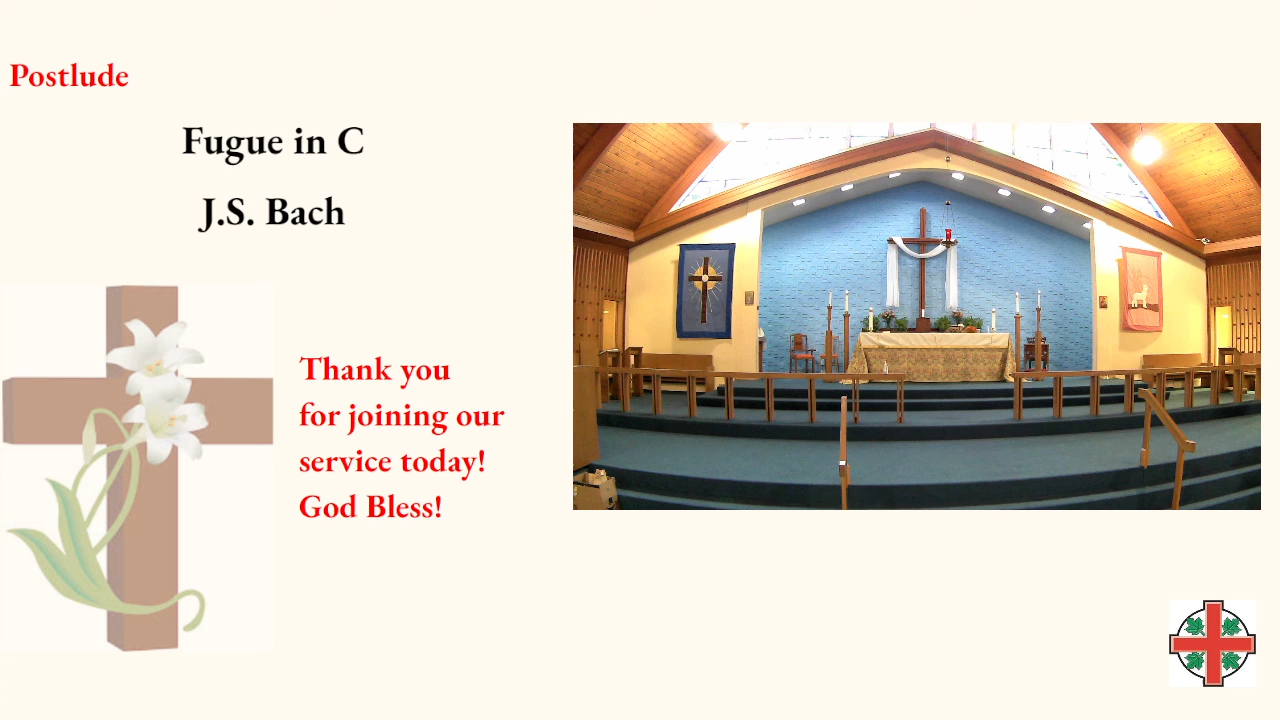 Postlude
Fugue in C
J.S. Bach
Thank you
for joining our
service today!
God Bless!